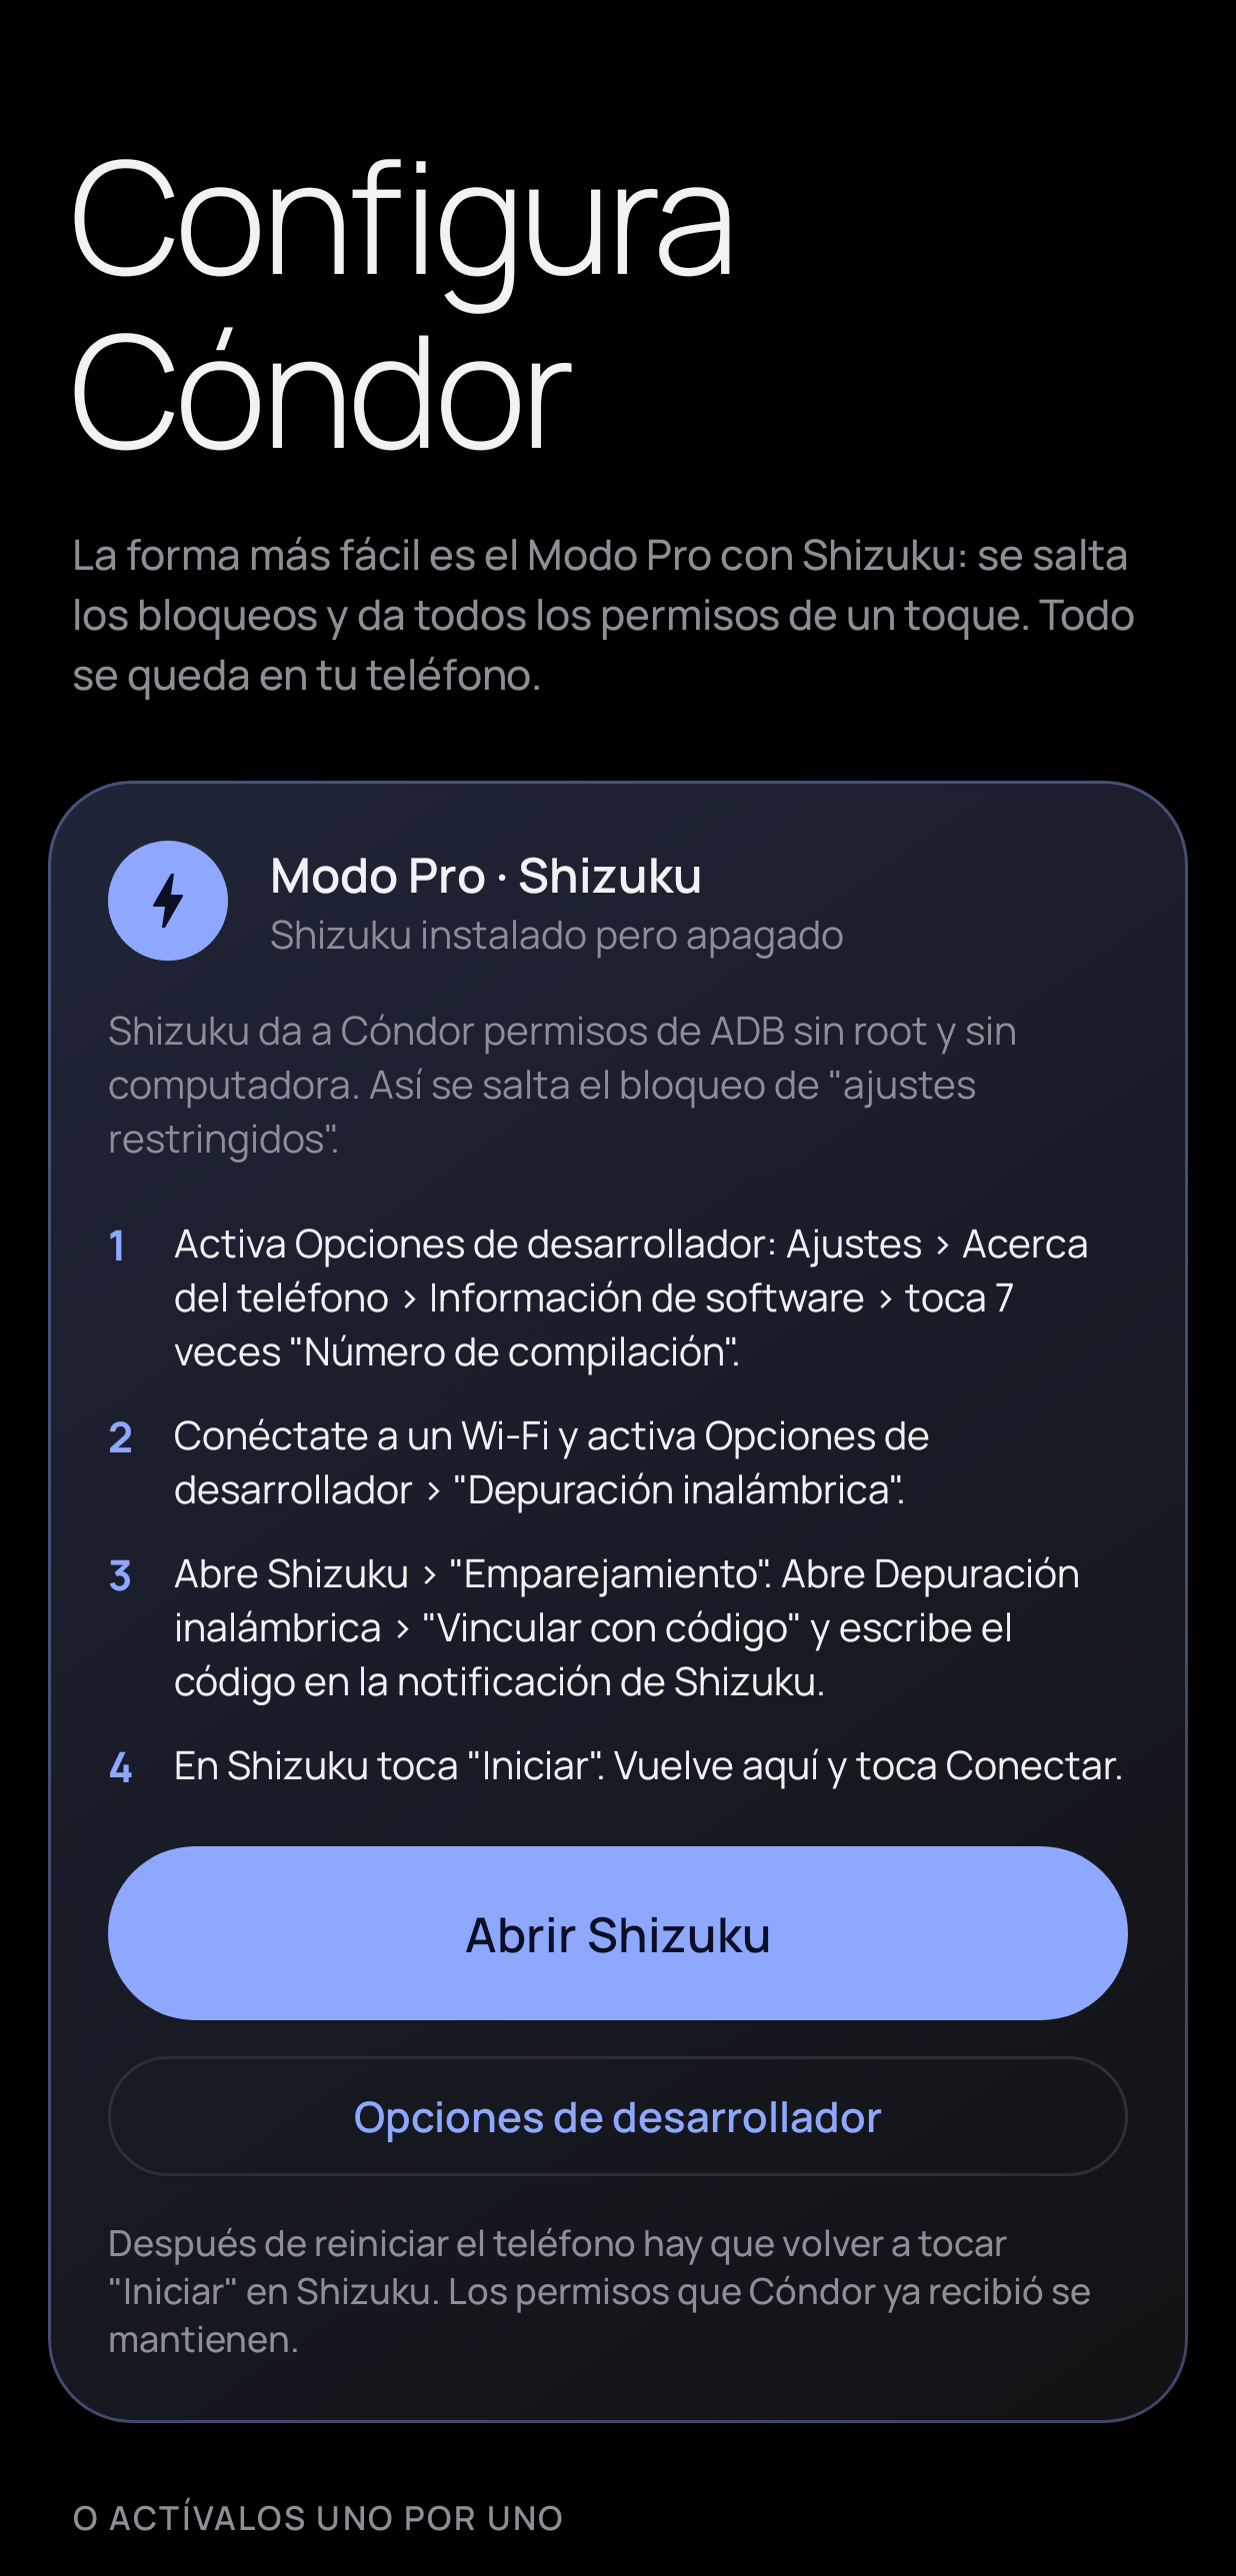 Configura
Cóndor
La forma más fácil es el Modo Pro con Shizuku: se salta
los bloqueos y da todos los permisos de un toque. Todo
se queda en tu teléfono.
Modo Pro · Shizuku
Shizuku instalado pero apagado
Shizuku da a Cóndor permisos de ADB sin root y sin
computadora. Así se salta el bloqueo de "ajustes
restringidos".
1 Activa Opciones de desarrollador: Ajustes > Acerca
del teléfono > Información de software > toca 7
veces "Número de compilación".
2 Conéctate a un Wi-Fi y activa Opciones de
desarrollador > "Depuración inalámbrica".
3 Abre Shizuku > "Emparejamiento". Abre Depuración
inalámbrica > "Vincular con código" y escribe el
código en la notificación de Shizuku.
4 En Shizuku toca "Iniciar". Vuelve aquí y toca Conectar.
Abrir Shizuku
Opciones de desarrollador
Después de reiniciar el teléfono hay que volver a tocar
"Iniciar" en Shizuku. Los permisos que Cóndor ya recibió se
mantienen.
O ACTÍVALOS UNO POR UNO